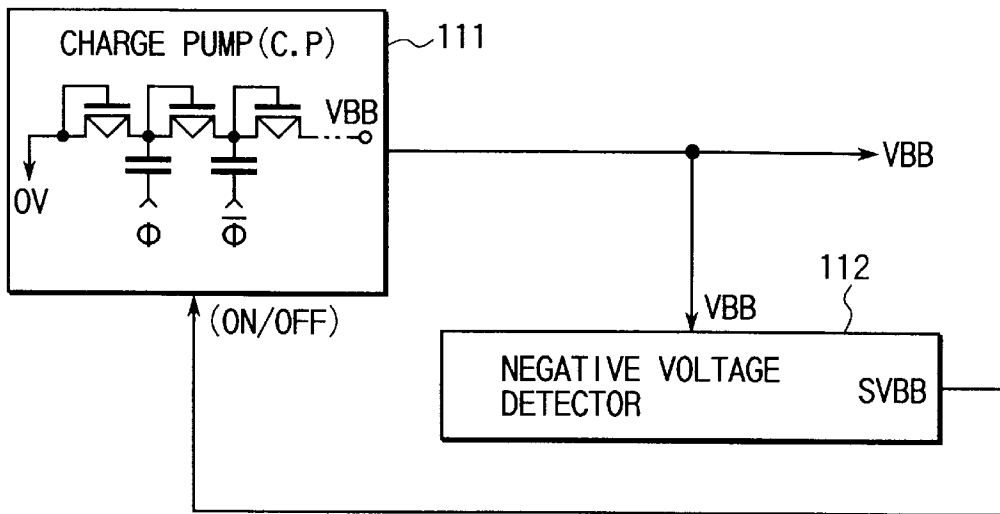 CHARGE PUMP(C.P)
111
VBB
0V
Φ
Φ̅
VBB
(ON/OFF)
VBB
112
NEGATIVE VOLTAGE
DETECTOR
SVBB